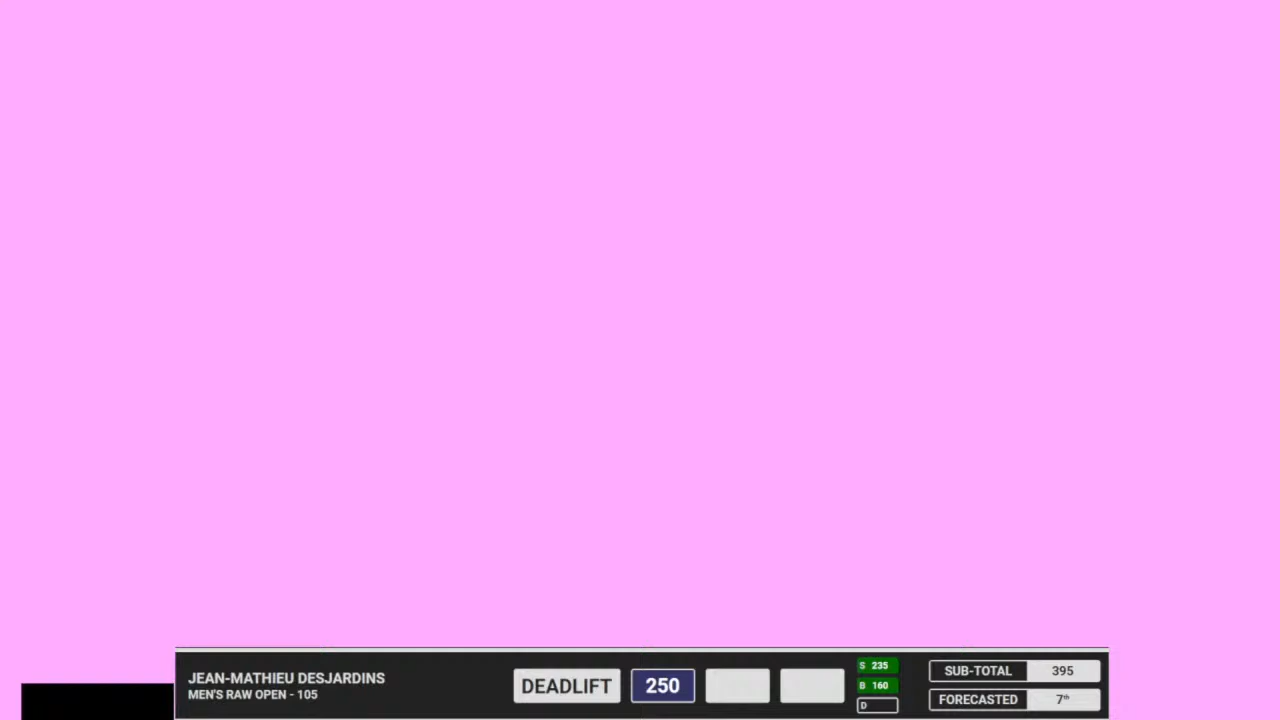 JEAN-MATHIEU DESJARDINS
MEN'S RAW OPEN - 105
DEADLIFT 250
S 235
B 160
D
SUB-TOTAL 395
FORECASTED 7th